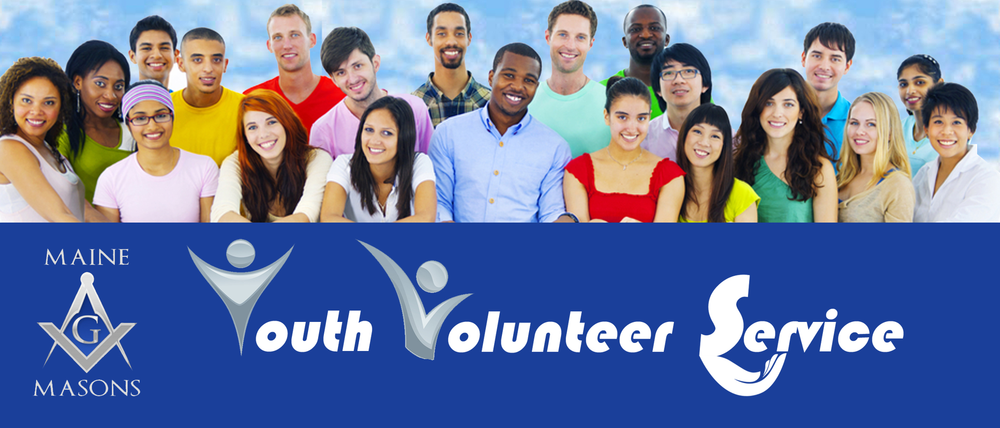 MAINE
G
MASONS
Youth Volunteer Service